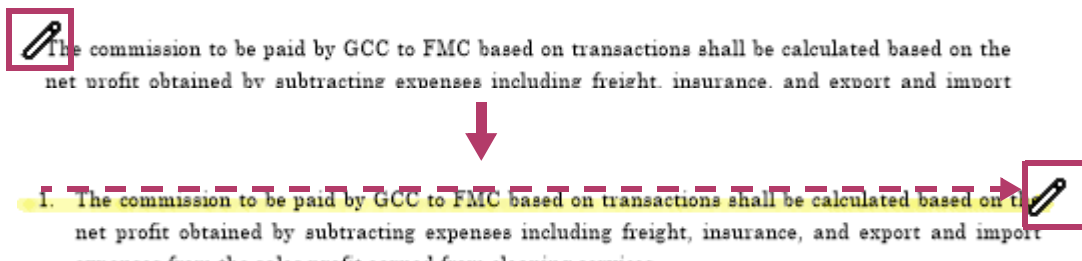 The commission to be paid by GCC to FMC based on transactions shall be calculated based on the
net profit obtained by subtracting expenses including freight, insurance, and export and import
1. The commission to be paid by GCC to FMC based on transactions shall be calculated based on the
net profit obtained by subtracting expenses including freight, insurance, and export and import